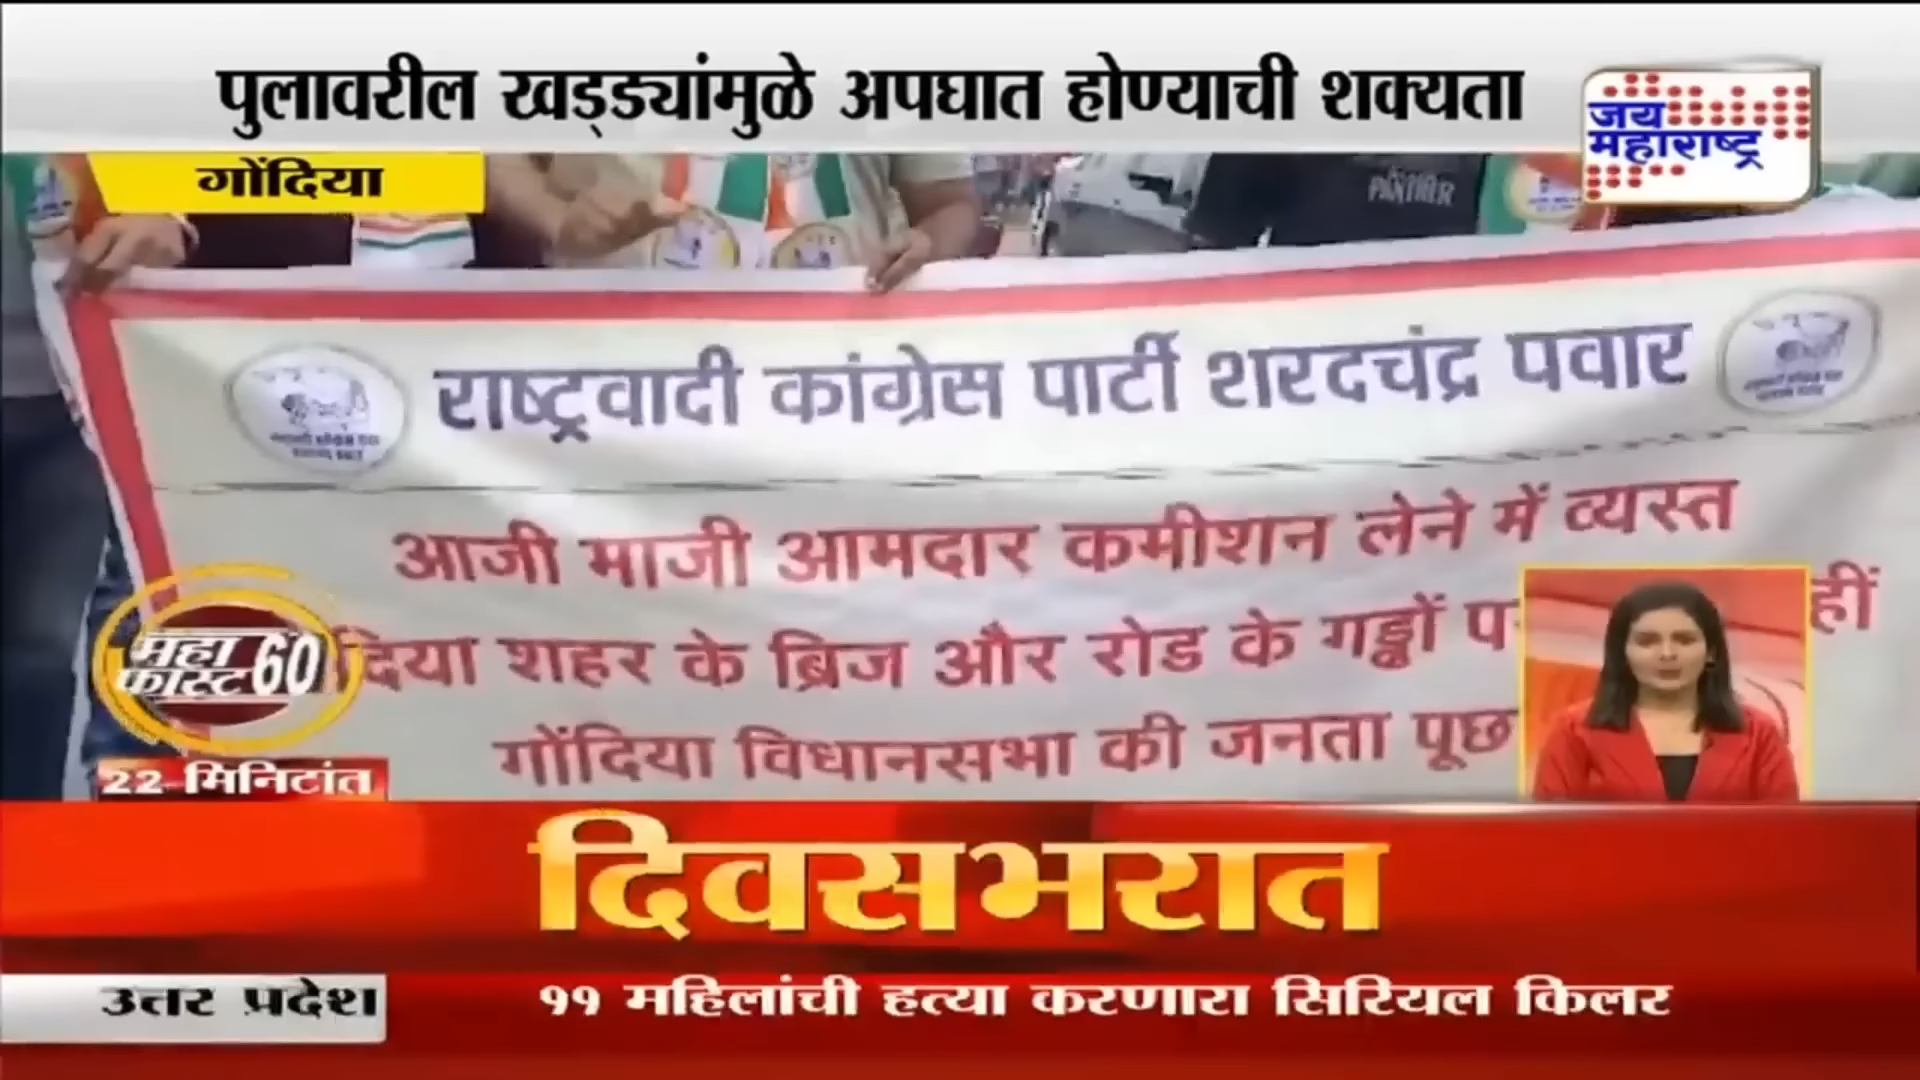 पुलावरील खड्ड्यांमुळे अपघात होण्याची शक्यता
जय
महाराष्ट्र
गोंदिया
PANTHER
राष्ट्रवादी कांग्रेस पार्टी शरदचंद्र पवार
आजी माजी आमदार कमीशन लेने में व्यस्त
दिया शहर के ब्रिज और रोड के गड्ढों प हीं
गोंदिया विधानसभा की जनता पूछ
महा
फास्ट 60
22 मिनिटांत
दिवसभरात
उत्तर प्रदेश
११ महिलांची हत्या करणारा सिरियल किलर